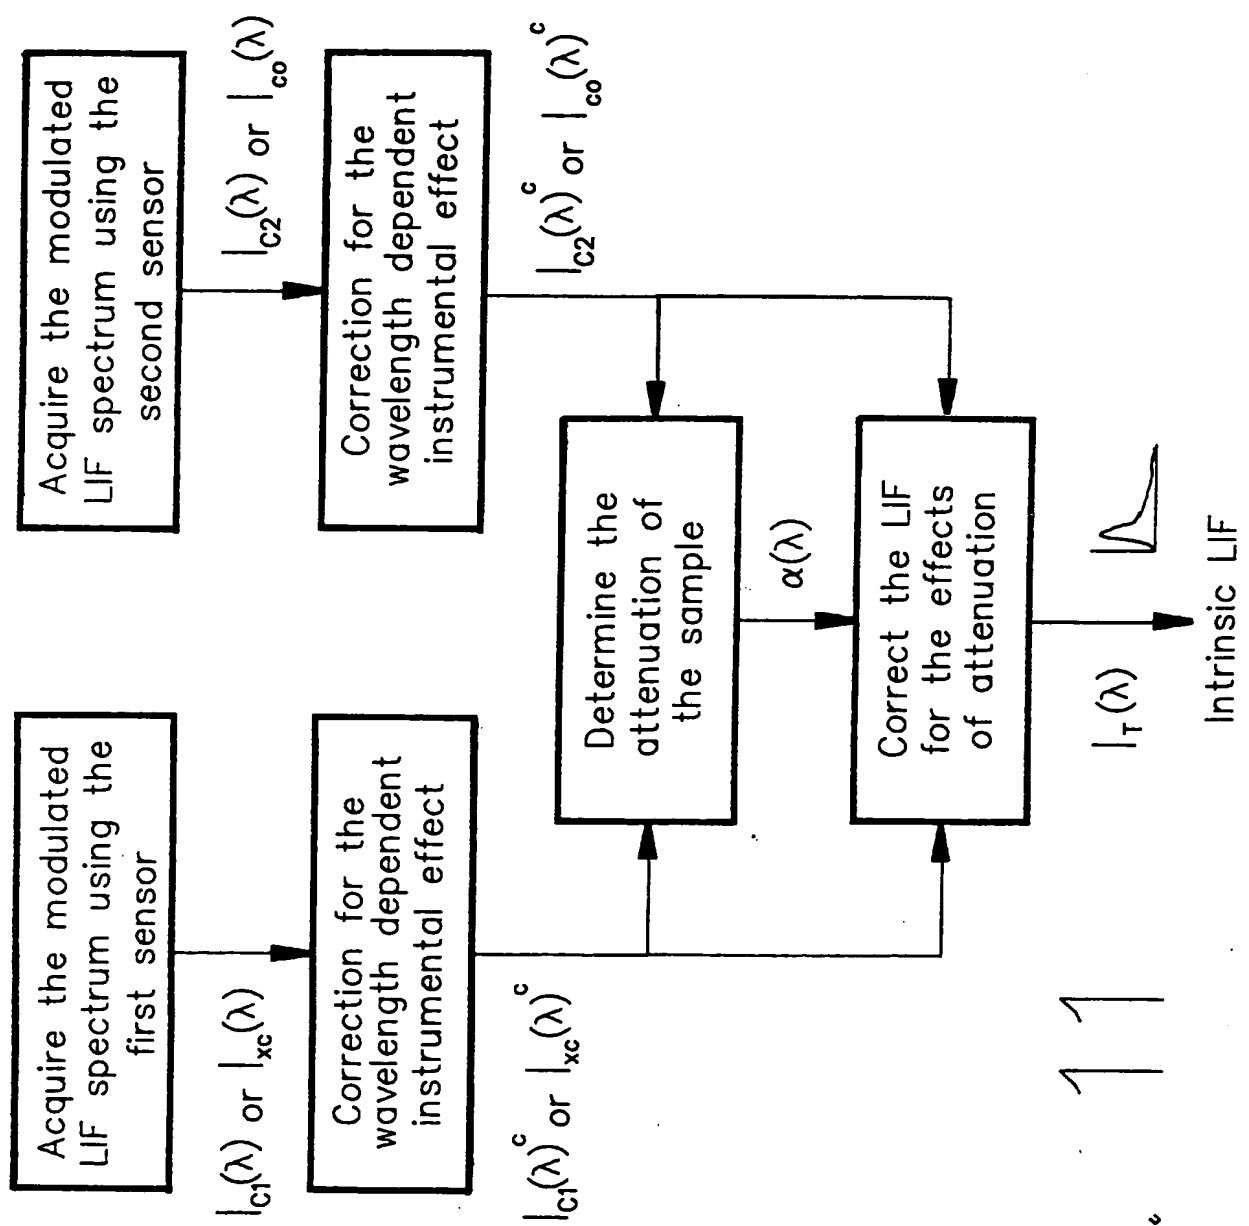 Acquire the modulated
LIF spectrum using the
first sensor
I_C1(λ) or I_xc(λ)
Correction for the
wavelength dependent
instrumental effect
I_C1(λ)^c or I_xc(λ)^c
Acquire the modulated
LIF spectrum using the
second sensor
I_C2(λ) or I_co(λ)
Correction for the
wavelength dependent
instrumental effect
I_C2(λ)^c or I_co(λ)^c
Determine the
attenuation of
the sample
α(λ)
Correct the LIF
for the effects
of attenuation
I_T(λ)
Intrinsic LIF
11